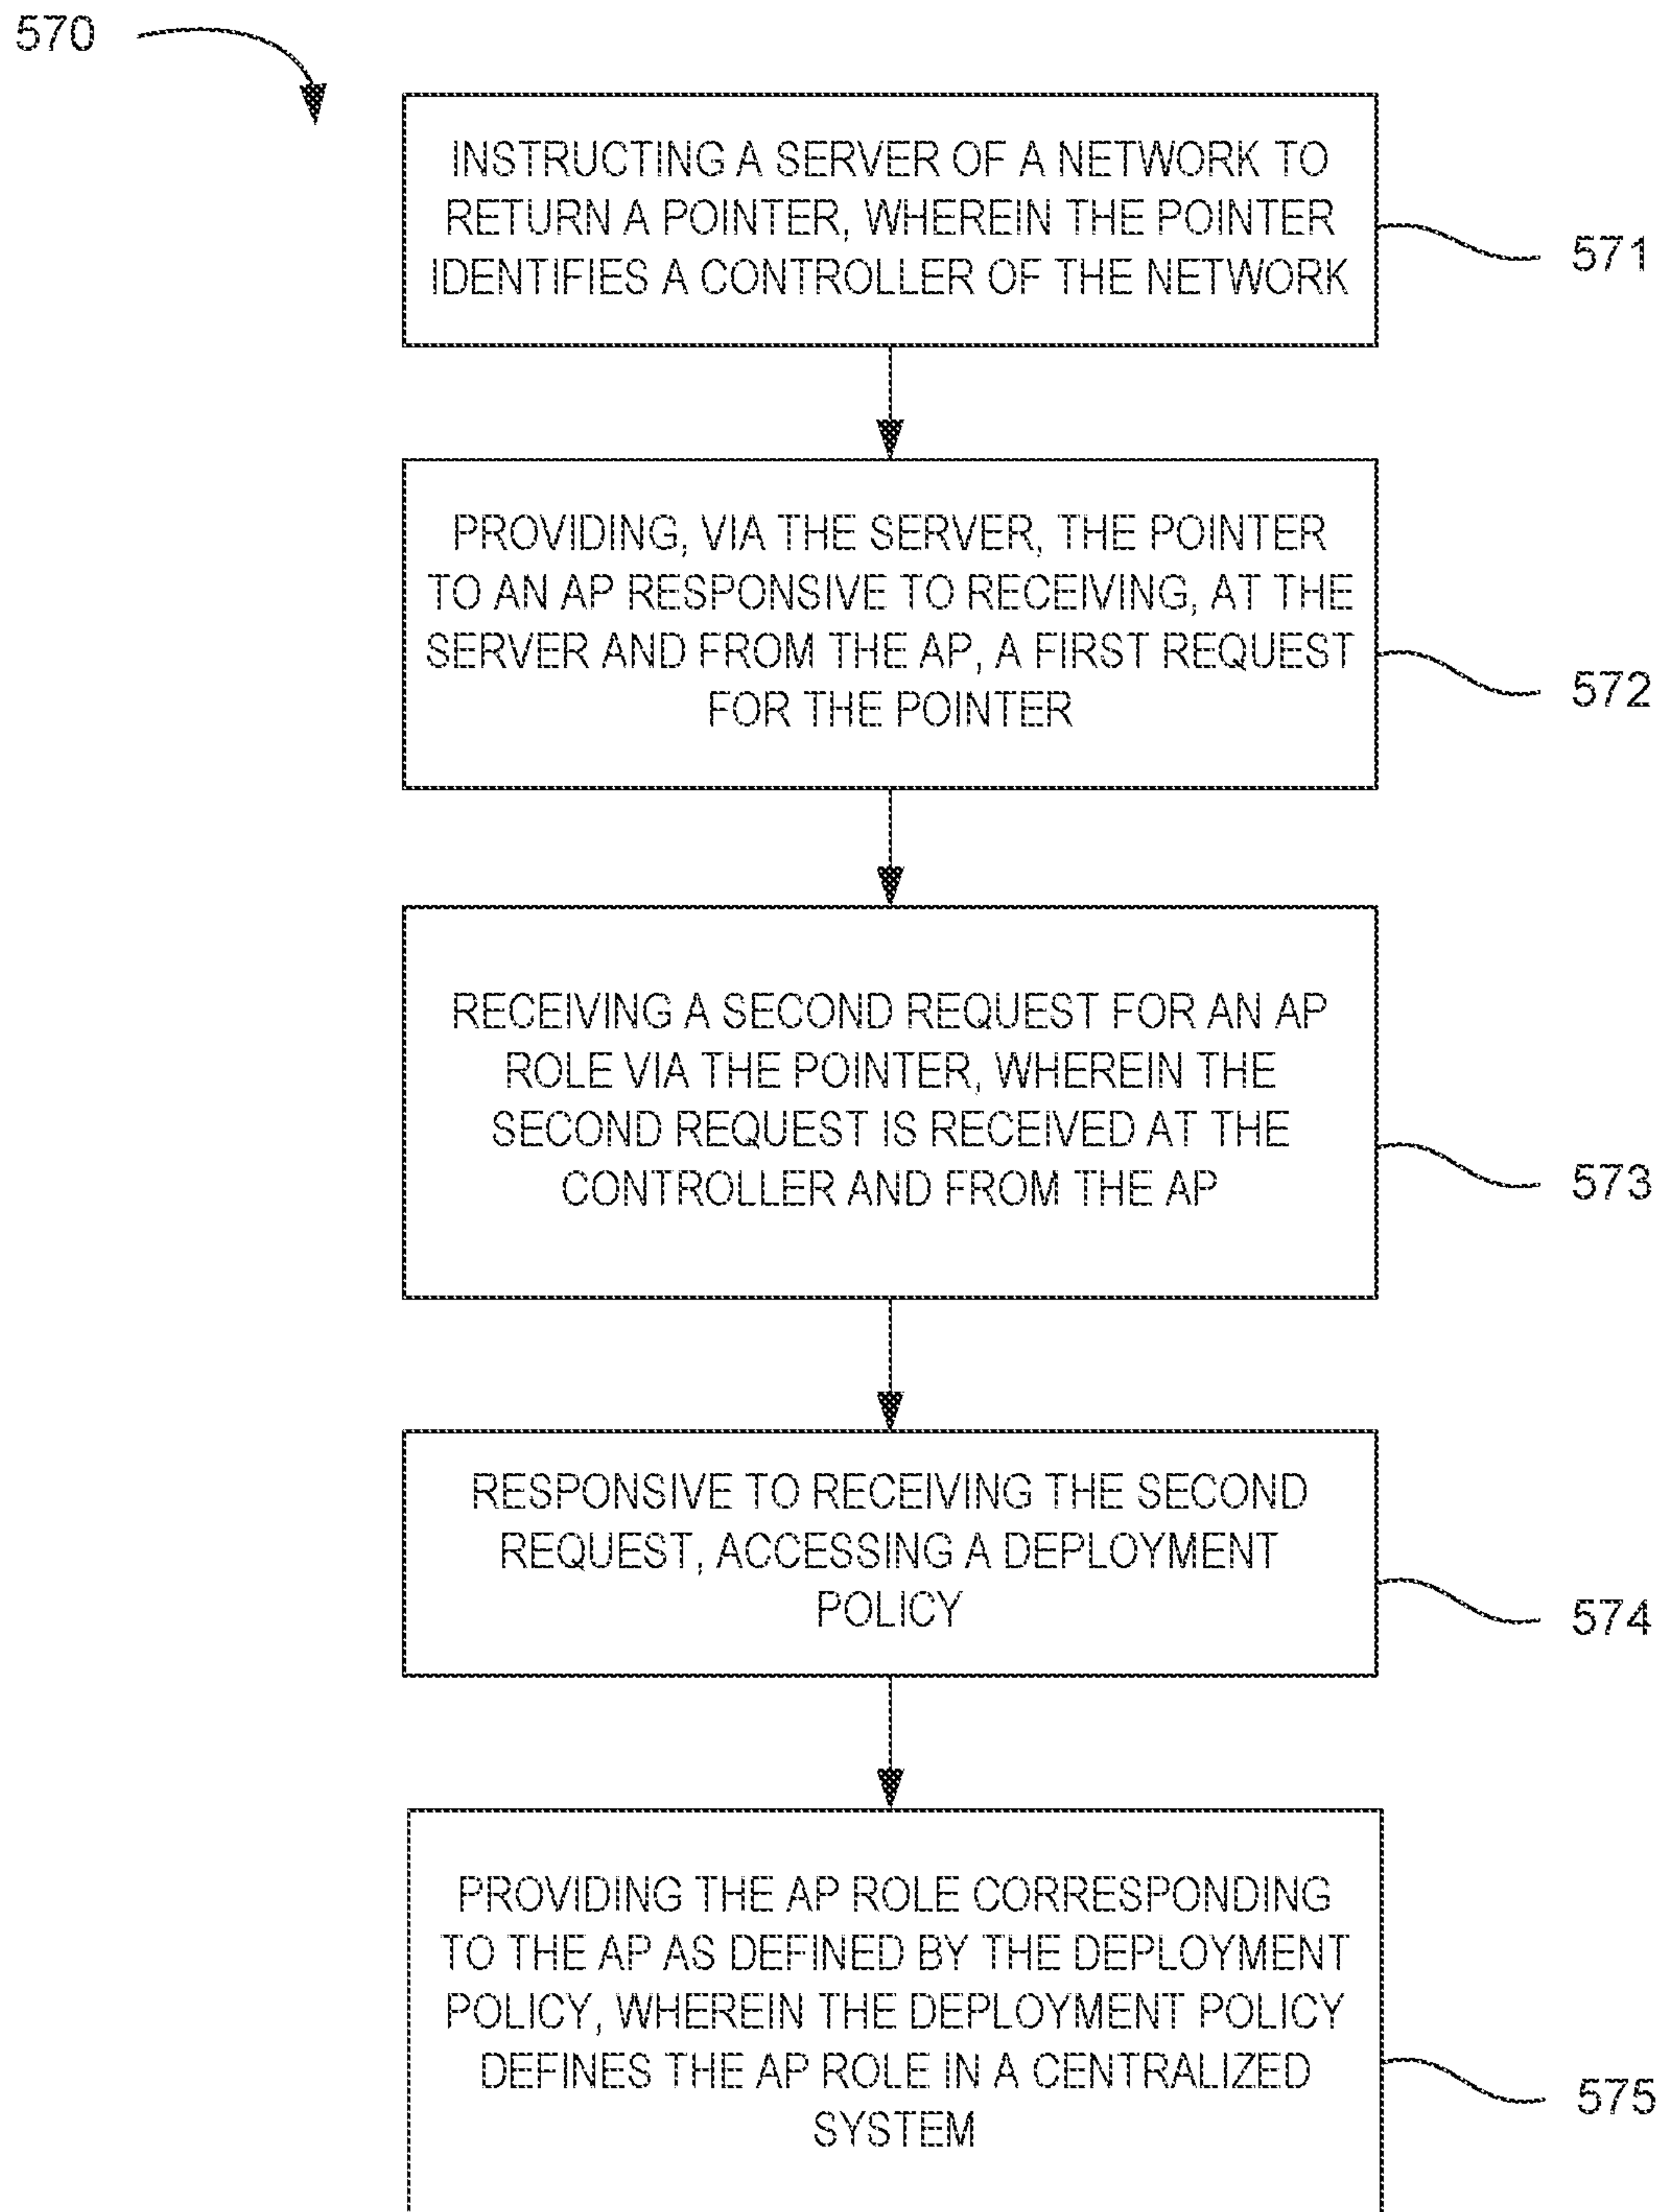 570
INSTRUCTING A SERVER OF A NETWORK TO
RETURN A POINTER, WHEREIN THE POINTER
IDENTIFIES A CONTROLLER OF THE NETWORK
571
PROVIDING, VIA THE SERVER, THE POINTER
TO AN AP RESPONSIVE TO RECEIVING, AT THE
SERVER AND FROM THE AP, A FIRST REQUEST
FOR THE POINTER
572
RECEIVING A SECOND REQUEST FOR AN AP
ROLE VIA THE POINTER, WHEREIN THE
SECOND REQUEST IS RECEIVED AT THE
CONTROLLER AND FROM THE AP
573
RESPONSIVE TO RECEIVING THE SECOND
REQUEST, ACCESSING A DEPLOYMENT
POLICY
574
PROVIDING THE AP ROLE CORRESPONDING
TO THE AP AS DEFINED BY THE DEPLOYMENT
POLICY, WHEREIN THE DEPLOYMENT POLICY
DEFINES THE AP ROLE IN A CENTRALIZED
SYSTEM
575